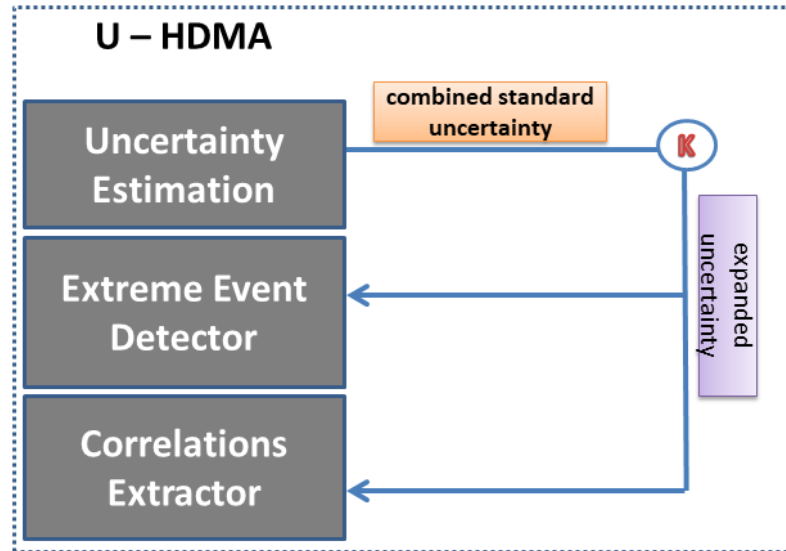 U – HDMA
combined standard
uncertainty
K
Uncertainty
Estimation
expanded
uncertainty
Extreme Event
Detector
Correlations
Extractor